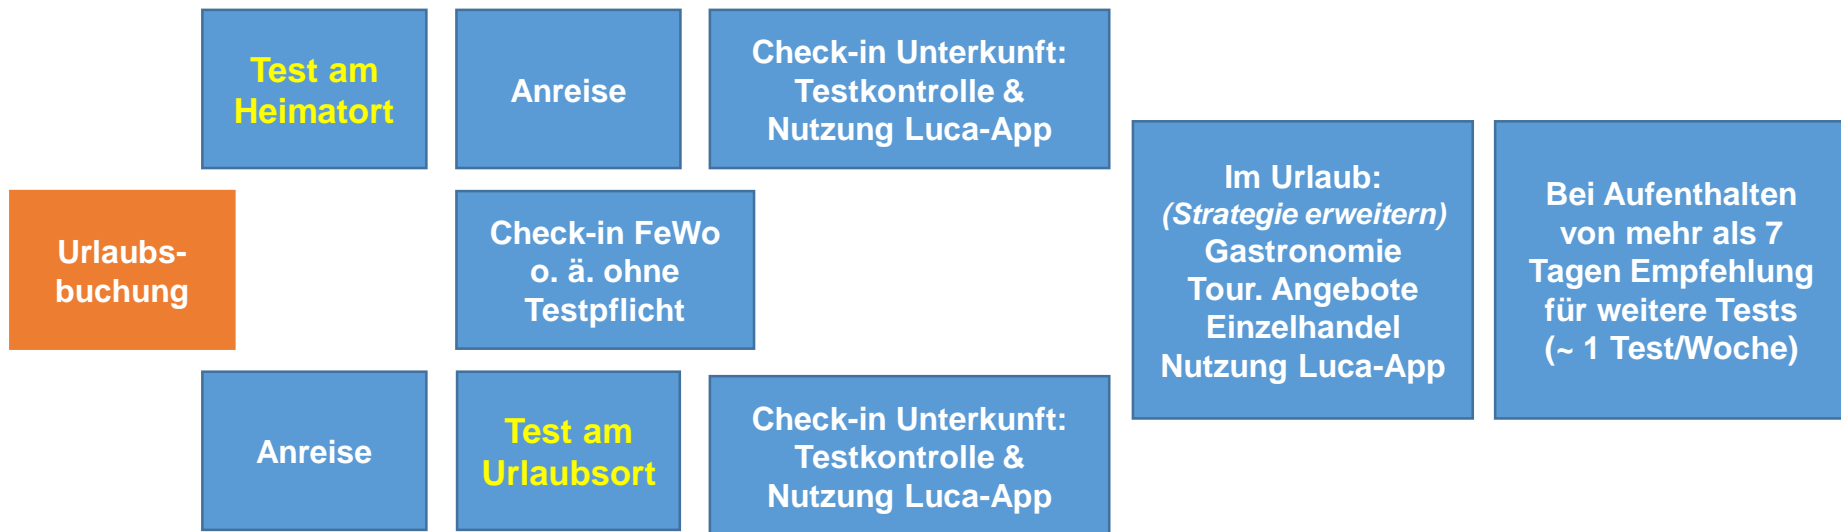 Urlaubs-
buchung
Test am
Heimatort
Anreise
Check-in Unterkunft:
Testkontrolle &
Nutzung Luca-App
Check-in FeWo
o. ä. ohne
Testpflicht
Anreise
Test am
Urlaubsort
Check-in Unterkunft:
Testkontrolle &
Nutzung Luca-App
Im Urlaub:
(Strategie erweitern)
Gastronomie
Tour. Angebote
Einzelhandel
Nutzung Luca-App
Bei Aufenthalten
von mehr als 7
Tagen Empfehlung
für weitere Tests
(~ 1 Test/Woche)